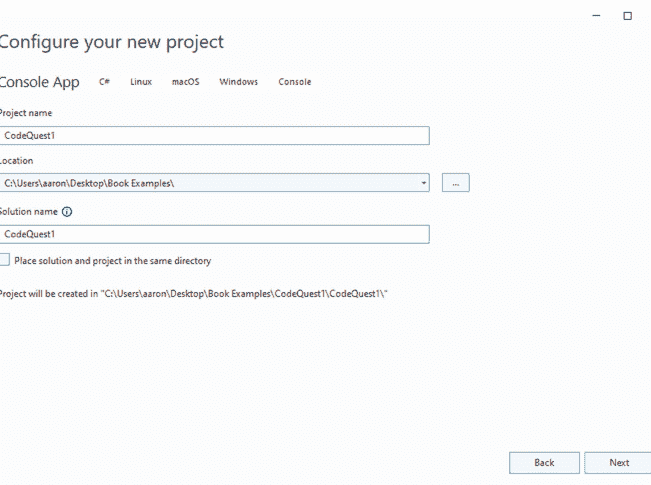 Configure your new project
Console App C# Linux macOS Windows Console
Project name
CodeQuest1
Location
C:\Users\aaron\Desktop\Book Examples\
...
Solution name
CodeQuest1
Place solution and project in the same directory
Project will be created in "C:\Users\aaron\Desktop\Book Examples\CodeQuest1\CodeQuest1\"
Back Next